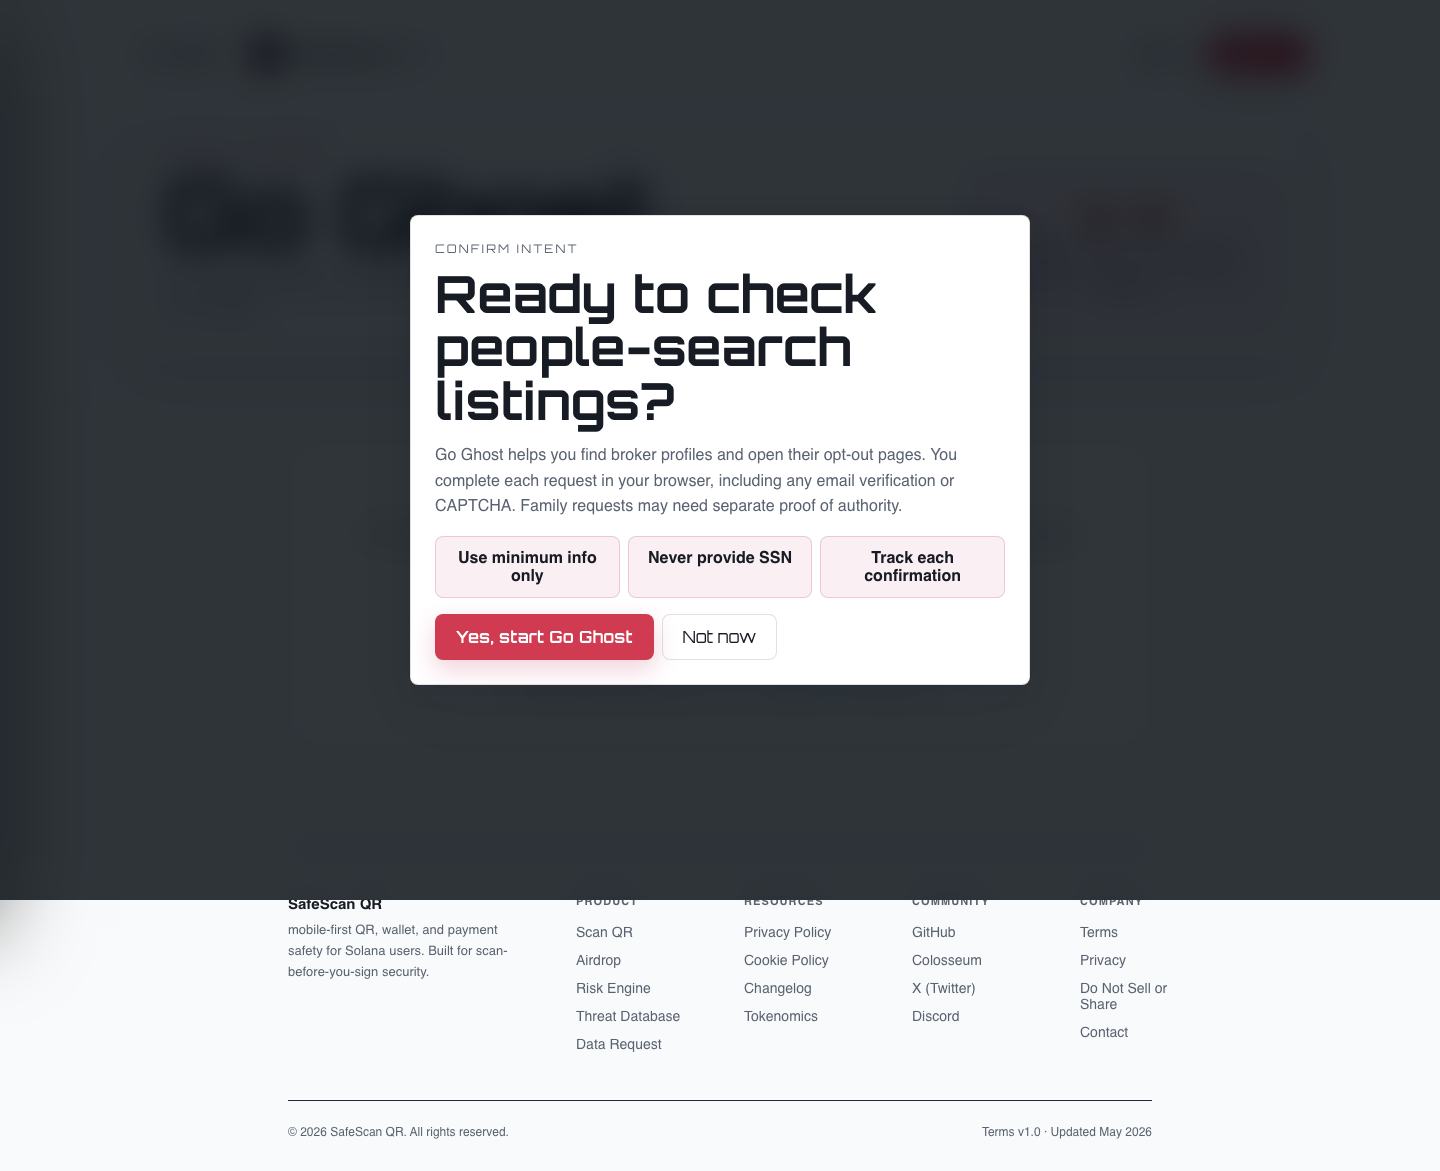 CONFIRM INTENT
Ready to check
people-search
listings?
Go Ghost helps you find broker profiles and open their opt-out pages. You
complete each request in your browser, including any email verification or
CAPTCHA. Family requests may need separate proof of authority.
Use minimum info
only
Never provide SSN
Track each
confirmation
Yes, start Go Ghost
Not now
SafeScan QR
mobile-first QR, wallet, and payment
safety for Solana users. Built for scan-
before-you-sign security.
PRODUCT
Scan QR
Airdrop
Risk Engine
Threat Database
Data Request
RESOURCES
Privacy Policy
Cookie Policy
Changelog
Tokenomics
COMMUNITY
GitHub
Colosseum
X (Twitter)
Discord
COMPANY
Terms
Privacy
Do Not Sell or
Share
Contact
© 2026 SafeScan QR. All rights reserved.
Terms v1.0 · Updated May 2026